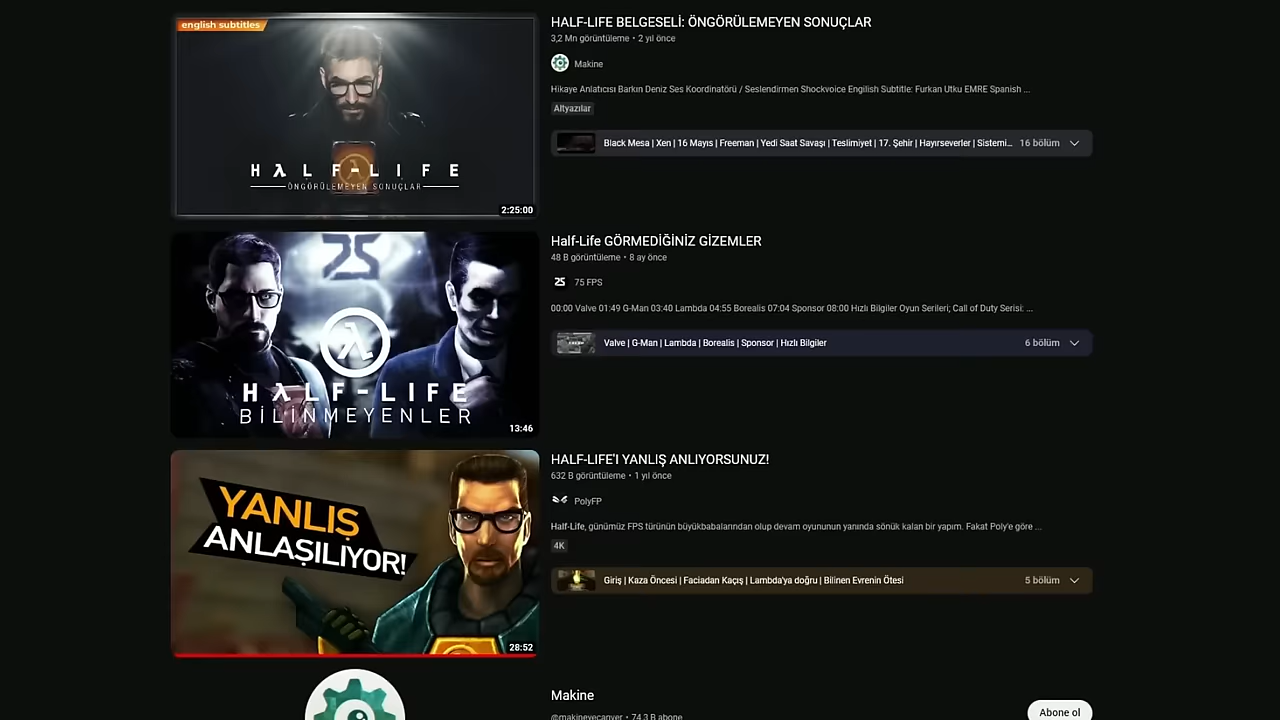 english subtitles
HALF-LIFE
ÖNGÖRÜLEMEYEN SONUÇLAR
2:25:00
HALF-LIFE BELGESELİ: ÖNGÖRÜLEMEYEN SONUÇLAR
3,2 Mn görüntüleme • 2 yıl önce
Makine
Hikaye Anlatıcısı Barkın Deniz Ses Koordinatörü / Seslendirmen Shockvoice Engilish Subtitle: Furkan Utku EMRE Spanish ...
Altyazılar
Black Mesa | Xen | 16 Mayıs | Freeman | Yedi Saat Savaşı | Teslimiyet | 17. Şehir | Hayırseverler | Sistemi... 16 bölüm
25
HλLF-LIFE
BİLİNMEYENLER
13:46
Half-Life GÖRMEDİĞİNİZ GİZEMLER
48 B görüntüleme • 8 ay önce
75 FPS
00:00 Valve 01:49 G-Man 03:40 Lambda 04:55 Borealis 07:04 Sponsor 08:00 Hızlı Bilgiler Oyun Serileri; Call of Duty Serisi: ...
Valve | G-Man | Lambda | Borealis | Sponsor | Hızlı Bilgiler 6 bölüm
YANLIŞ
ANLAŞILIYOR!
28:52
HALF-LIFE'I YANLIŞ ANLIYORSUNUZ!
632 B görüntüleme • 1 yıl önce
PolyFP
Half-Life, günümüz FPS türünün büyükbabalarından olup devam oyununun yanında sönük kalan bir yapım. Fakat Poly'e göre ...
4K
Giriş | Kaza Öncesi | Faciadan Kaçış | Lambda'ya doğru | Bilinen Evrenin Ötesi 5 bölüm
Makine
@makinevecanver • 74,3 B abone
Abone ol